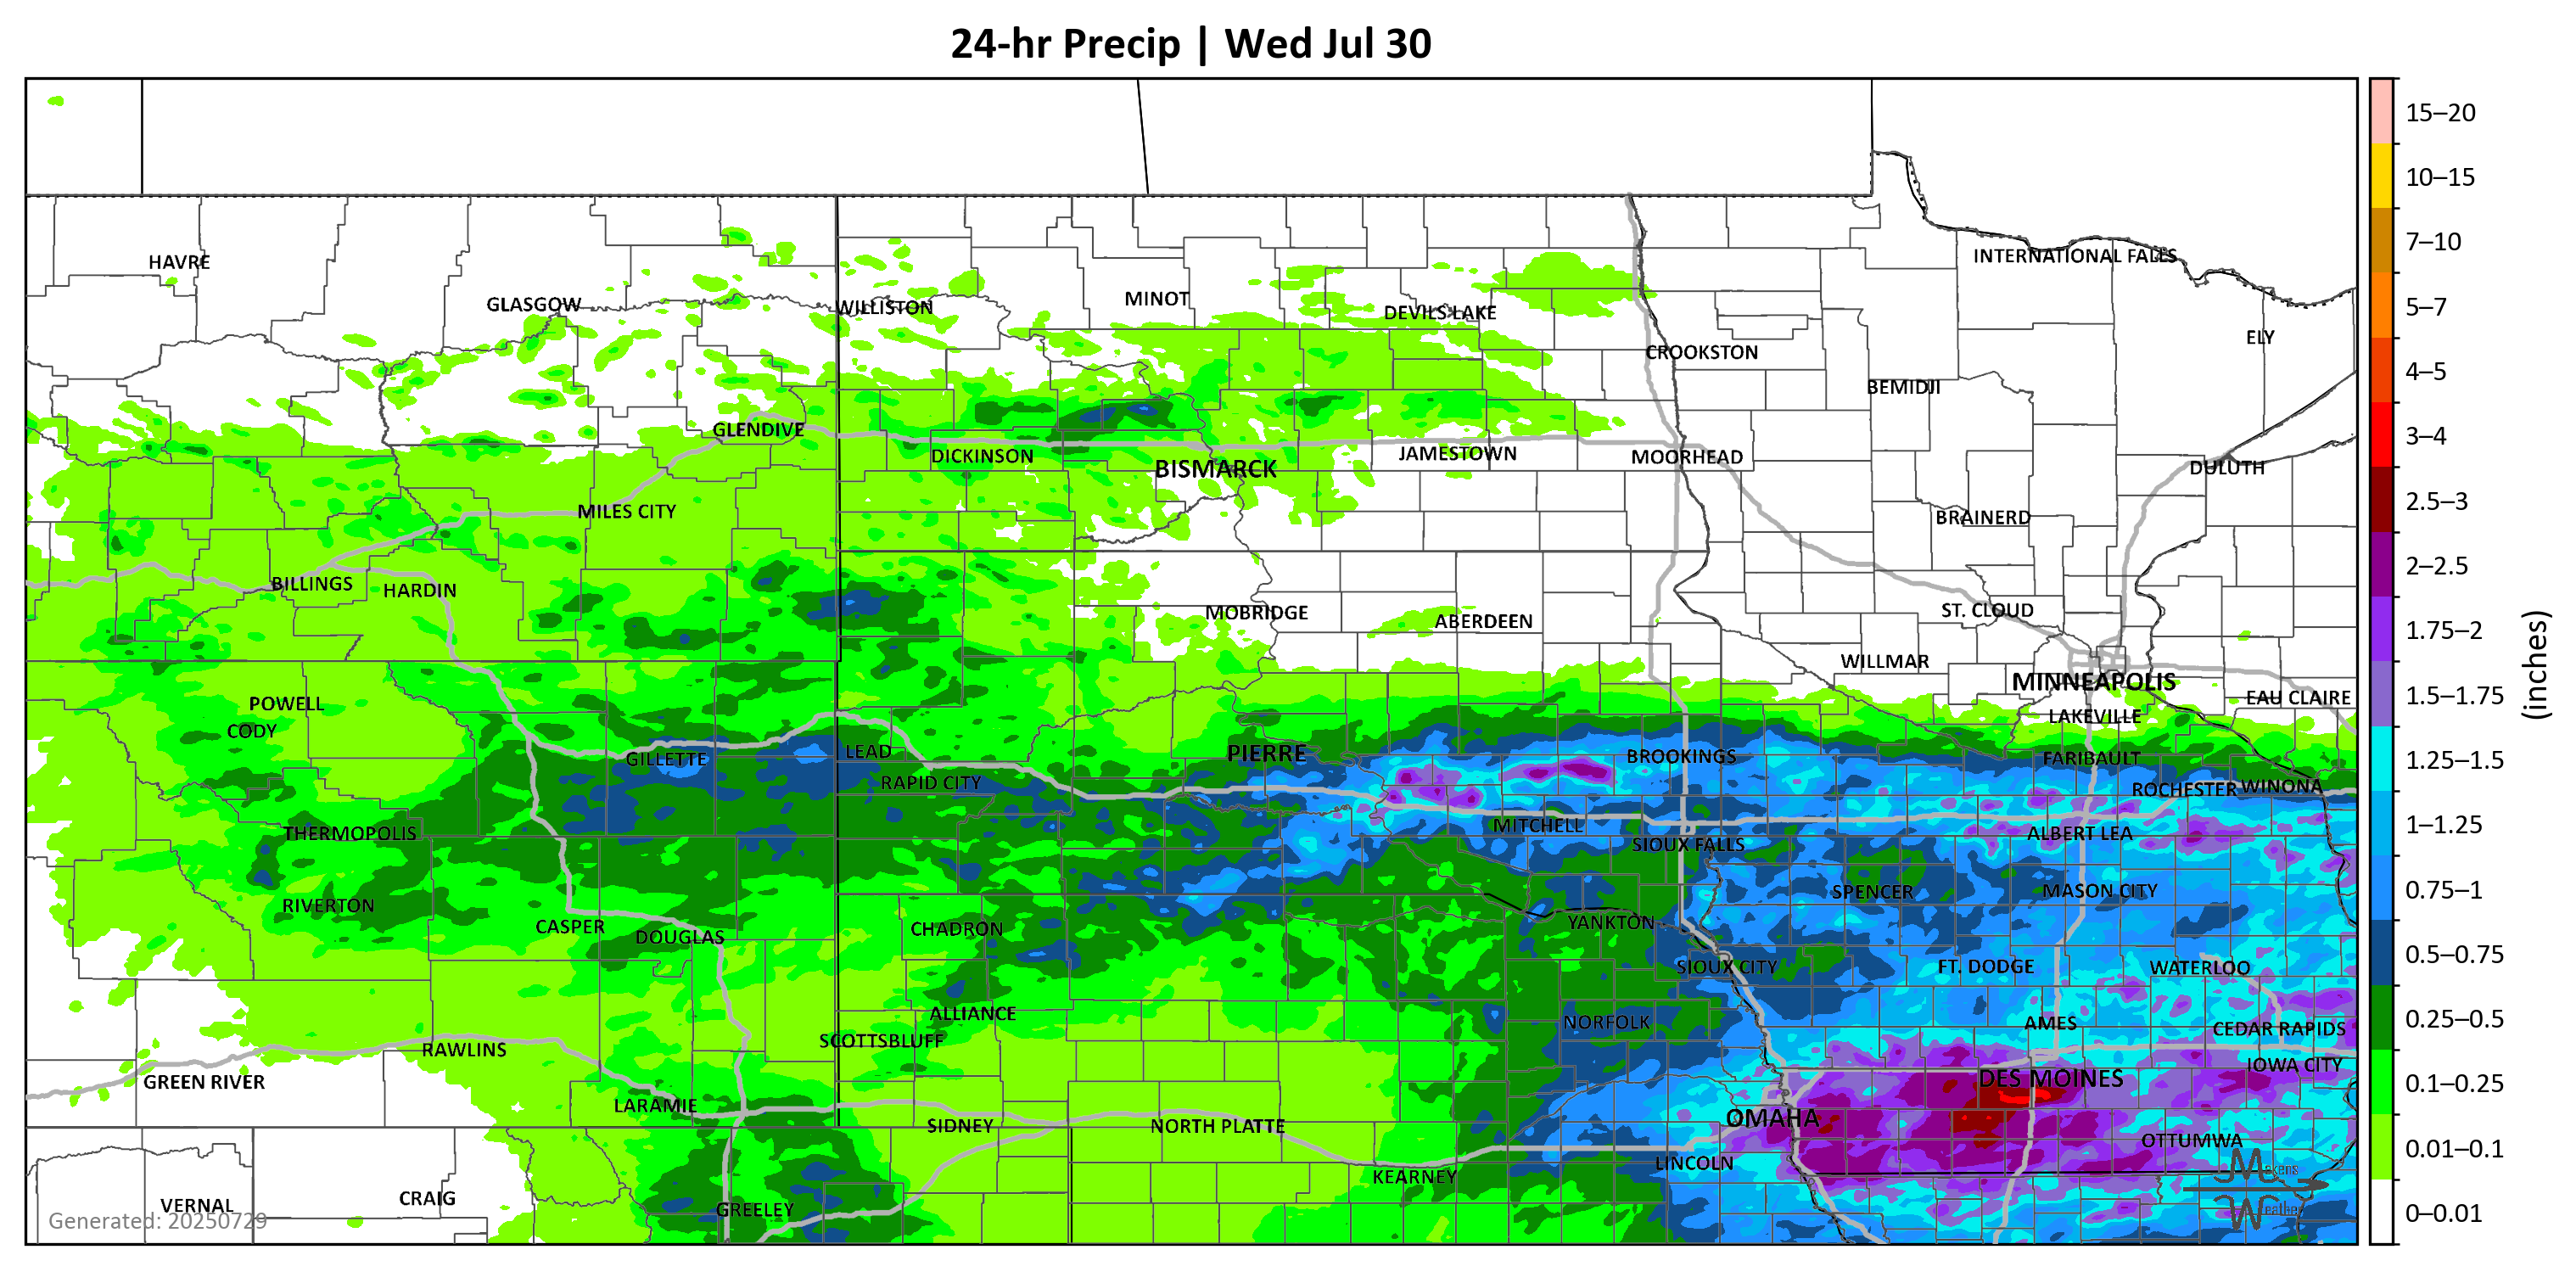 24-hr Precip | Wed Jul 30
HAVRE
INTERNATIONAL FALLS
GLASGOW
WILLISTON
MINOT
DEVILS LAKE
ELY
CROOKSTON
BEMIDJI
GLENDIVE
DICKINSON
BISMARCK
JAMESTOWN
MOORHEAD
DULUTH
MILES CITY
BRAINERD
BILLINGS
HARDIN
MOBRIDGE
ABERDEEN
ST. CLOUD
WILLMAR
MINNEAPOLIS
EAU CLAIRE
POWELL
LAKEVILLE
CODY
GILLETTE
LEAD
PIERRE
BROOKINGS
FARIBAULT
RAPID CITY
ROCHESTER
WINONA
THERMOPOLIS
MITCHELL
ALBERT LEA
SIOUX FALLS
RIVERTON
SPENCER
MASON CITY
CASPER
DOUGLAS
CHADRON
YANKTON
SIOUX CITY
FT. DODGE
WATERLOO
ALLIANCE
NORFOLK
AMES
CEDAR RAPIDS
SCOTTSBLUFF
RAWLINS
IOWA CITY
GREEN RIVER
DES MOINES
LARAMIE
SIDNEY
NORTH PLATTE
OMAHA
OTTUMWA
LINCOLN
KEARNEY
VERNAL
CRAIG
GREELEY
Generated: 20250729
Makens
Weather
15–20
10–15
7–10
5–7
4–5
3–4
2.5–3
2–2.5
1.75–2
1.5–1.75
1.25–1.5
1–1.25
0.75–1
0.5–0.75
0.25–0.5
0.1–0.25
0.01–0.1
0–0.01
(inches)